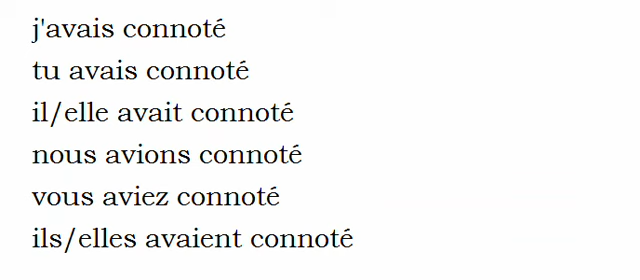 j'avais connoté
tu avais connoté
il/elle avait connoté
nous avions connoté
vous aviez connoté
ils/elles avaient connoté